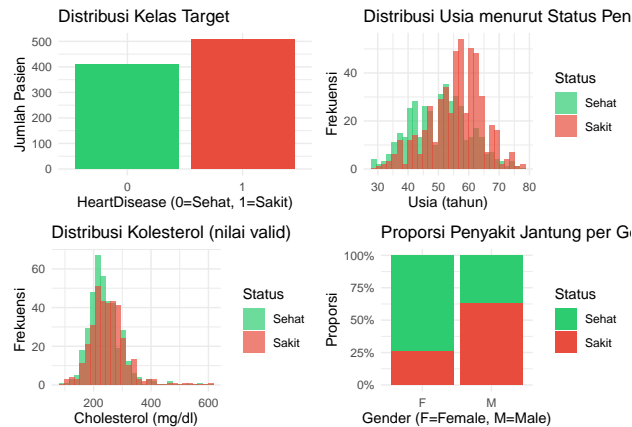 Distribusi Kelas Target
Jumlah Pasien
500
400
300
200
100
0
0
1
HeartDisease (0=Sehat, 1=Sakit)
Distribusi Usia menurut Status Pen
Frekuensi
40
20
0
30
40
50
60
70
80
Usia (tahun)
Status
Sehat
Sakit
Distribusi Kolesterol (nilai valid)
Frekuensi
60
40
20
0
200
400
600
Cholesterol (mg/dl)
Status
Sehat
Sakit
Proporsi Penyakit Jantung per Ge
Proporsi
100%
75%
50%
25%
0%
F
M
Gender (F=Female, M=Male)
Status
Sehat
Sakit